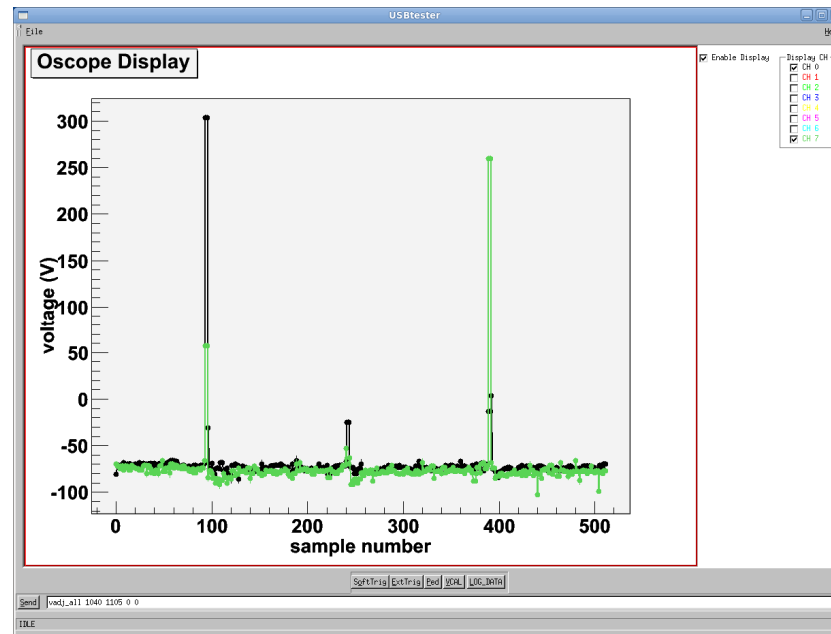 USBtester
File
He
Oscope Display
Enable Display
Display CH
CH 0
CH 1
CH 2
CH 3
CH 4
CH 5
CH 6
CH 7
300
250
200
150
100
50
0
-50
-100
voltage (V)
0 100 200 300 400 500
sample number
SoftTrig ExtTrig Ped VCAL LOG_DATA
Send vadj_all 1040 1105 0 0
IDLE